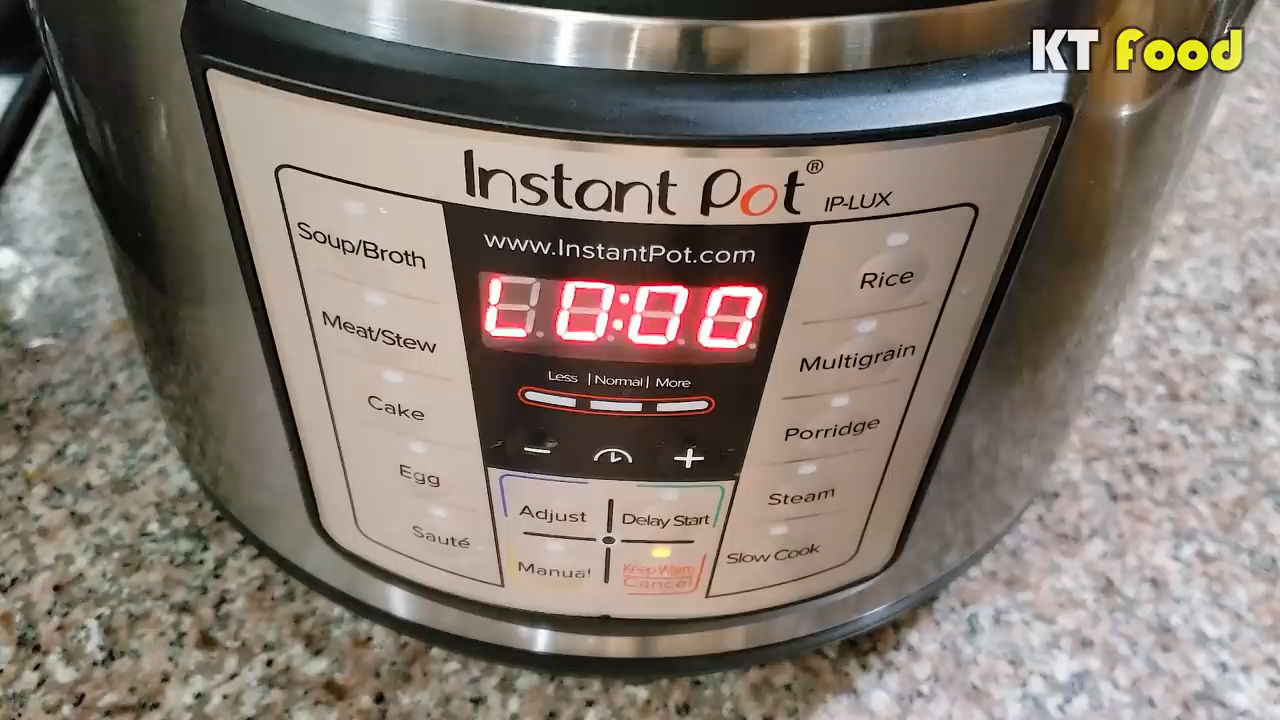 KT Food
Instant Pot® IP-LUX
www.InstantPot.com
L0:00
Less | Normal | More
− +
Soup/Broth
Meat/Stew
Cake
Egg
Sauté
Rice
Multigrain
Porridge
Steam
Slow Cook
Adjust
Delay Start
Manual
Keep Warm
Cancel